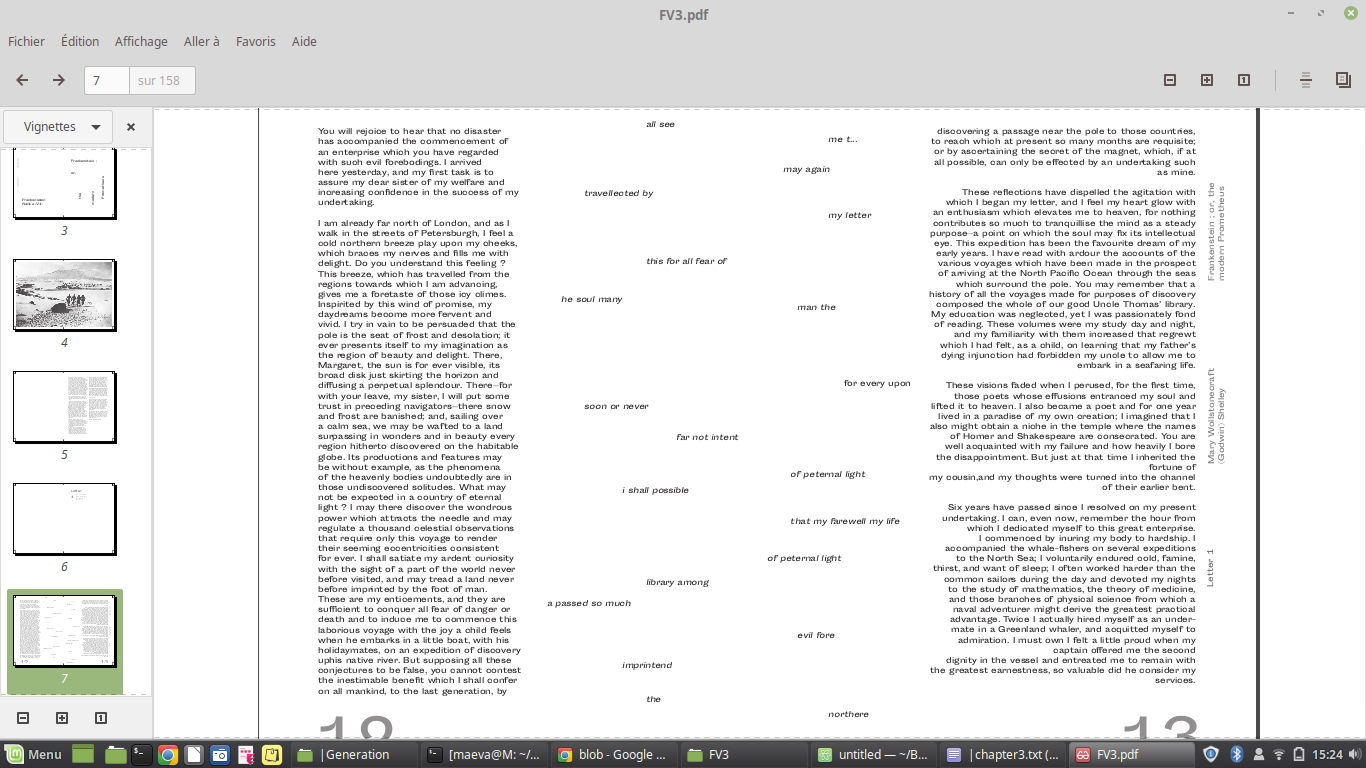 FV3.pdf
Fichier Édition Affichage Aller à Favoris Aide
7 sur 158
Vignettes
3
4
5
6
7
You will rejoice to hear that no disaster
has accompanied the commencement of
an enterprise which you have regarded
with such evil forebodings. I arrived
here yesterday, and my first task is to
assure my dear sister of my welfare and
increasing confidence in the success of my
undertaking.
I am already far north of London, and as I
walk in the streets of Petersburgh, I feel a
cold northern breeze play upon my cheeks,
which braces my nerves and fills me with
delight. Do you understand this feeling ?
This breeze, which has travelled from the
regions towards which I am advancing,
gives me a foretaste of those icy climes.
Inspirited by this wind of promise, my
daydreams become more fervent and
vivid. I try in vain to be persuaded that the
pole is the seat of frost and desolation; it
ever presents itself to my imagination as
the region of beauty and delight. There,
Margaret, the sun is for ever visible, its
broad disk just skirting the horizon and
diffusing a perpetual splendour. There—for
with your leave, my sister, I will put some
trust in preceding navigators—there snow
and frost are banished; and, sailing over
a calm sea, we may be wafted to a land
surpassing in wonders and in beauty every
region hitherto discovered on the habitable
globe. Its productions and features may
be without example, as the phenomena
of the heavenly bodies undoubtedly are in
those undiscovered solitudes. What may
not be expected in a country of eternal
light ? I may there discover the wondrous
power which attracts the needle and may
regulate a thousand celestial observations
that require only this voyage to render
their seeming eccentricities consistent
for ever. I shall satiate my ardent curiosity
with the sight of a part of the world never
before visited, and may tread a land never
before imprinted by the foot of man.
These are my enticements, and they are
sufficient to conquer all fear of danger or
death and to induce me to commence this
laborious voyage with the joy a child feels
when he embarks in a little boat, with his
holidaymates, on an expedition of discovery
uphis native river. But supposing all these
conjectures to be false, you cannot contest
the inestimable benefit which I shall confer
on all mankind, to the last generation, by
12
all see
me t...
may again
travellected by
my letter
this for all fear of
he soul many
man the
for every upon
soon or never
far not intent
of peternal light
i shall possible
that my farewell my life
of peternal light
library among
a passed so much
evil fore
imprintend
the
northere
discovering a passage near the pole to those countries,
to reach which at present so many months are requisite;
or by ascertaining the secret of the magnet, which, if at
all possible, can only be effected by an undertaking such
as mine.
These reflections have dispelled the agitation with
which I began my letter, and I feel my heart glow with
an enthusiasm which elevates me to heaven, for nothing
contributes so much to tranquillise the mind as a steady
purpose—a point on which the soul may fix its intellectual
eye. This expedition has been the favourite dream of my
early years. I have read with ardour the accounts of the
various voyages which have been made in the prospect
of arriving at the North Pacific Ocean through the seas
which surround the pole. You may remember that a
history of all the voyages made for purposes of discovery
composed the whole of our good Uncle Thomas' library.
My education was neglected, yet I was passionately fond
of reading. These volumes were my study day and night,
and my familiarity with them increased that regrewt
which I had felt, as a child, on learning that my father's
dying injunction had forbidden my uncle to allow me to
embark in a seafaring life.
These visions faded when I perused, for the first time,
those poets whose effusions entranced my soul and
lifted it to heaven. I also became a poet and for one year
lived in a paradise of my own creation; I imagined that I
also might obtain a niche in the temple where the names
of Homer and Shakespeare are consecrated. You are
well acquainted with my failure and how heavily I bore
the disappointment. But just at that time I inherited the
fortune of
my cousin,and my thoughts were turned into the channel
of their earlier bent.
Six years have passed since I resolved on my present
undertaking. I can, even now, remember the hour from
which I dedicated myself to this great enterprise.
I commenced by inuring my body to hardship. I
accompanied the whale-fishers on several expeditions
to the North Sea; I voluntarily endured cold, famine,
thirst, and want of sleep; I often worked harder than the
common sailors during the day and devoted my nights
to the study of mathematics, the theory of medicine,
and those branches of physical science from which a
naval adventurer might derive the greatest practical
advantage. Twice I actually hired myself as an under-
mate in a Greenland whaler, and acquitted myself to
admiration. I must own I felt a little proud when my
captain offered me the second
dignity in the vessel and entreated me to remain with
the greatest earnestness, so valuable did he consider my
services.
13
Frankenstein ; or, the
modern Prometheus
Mary Wollstonecraft
(Godwin) Shelley
Letter 1
Menu
|Generation
[maeva@M: ~/...
blob - Google ...
FV3
untitled — ~/B...
|chapter3.txt (...
FV3.pdf
15:24